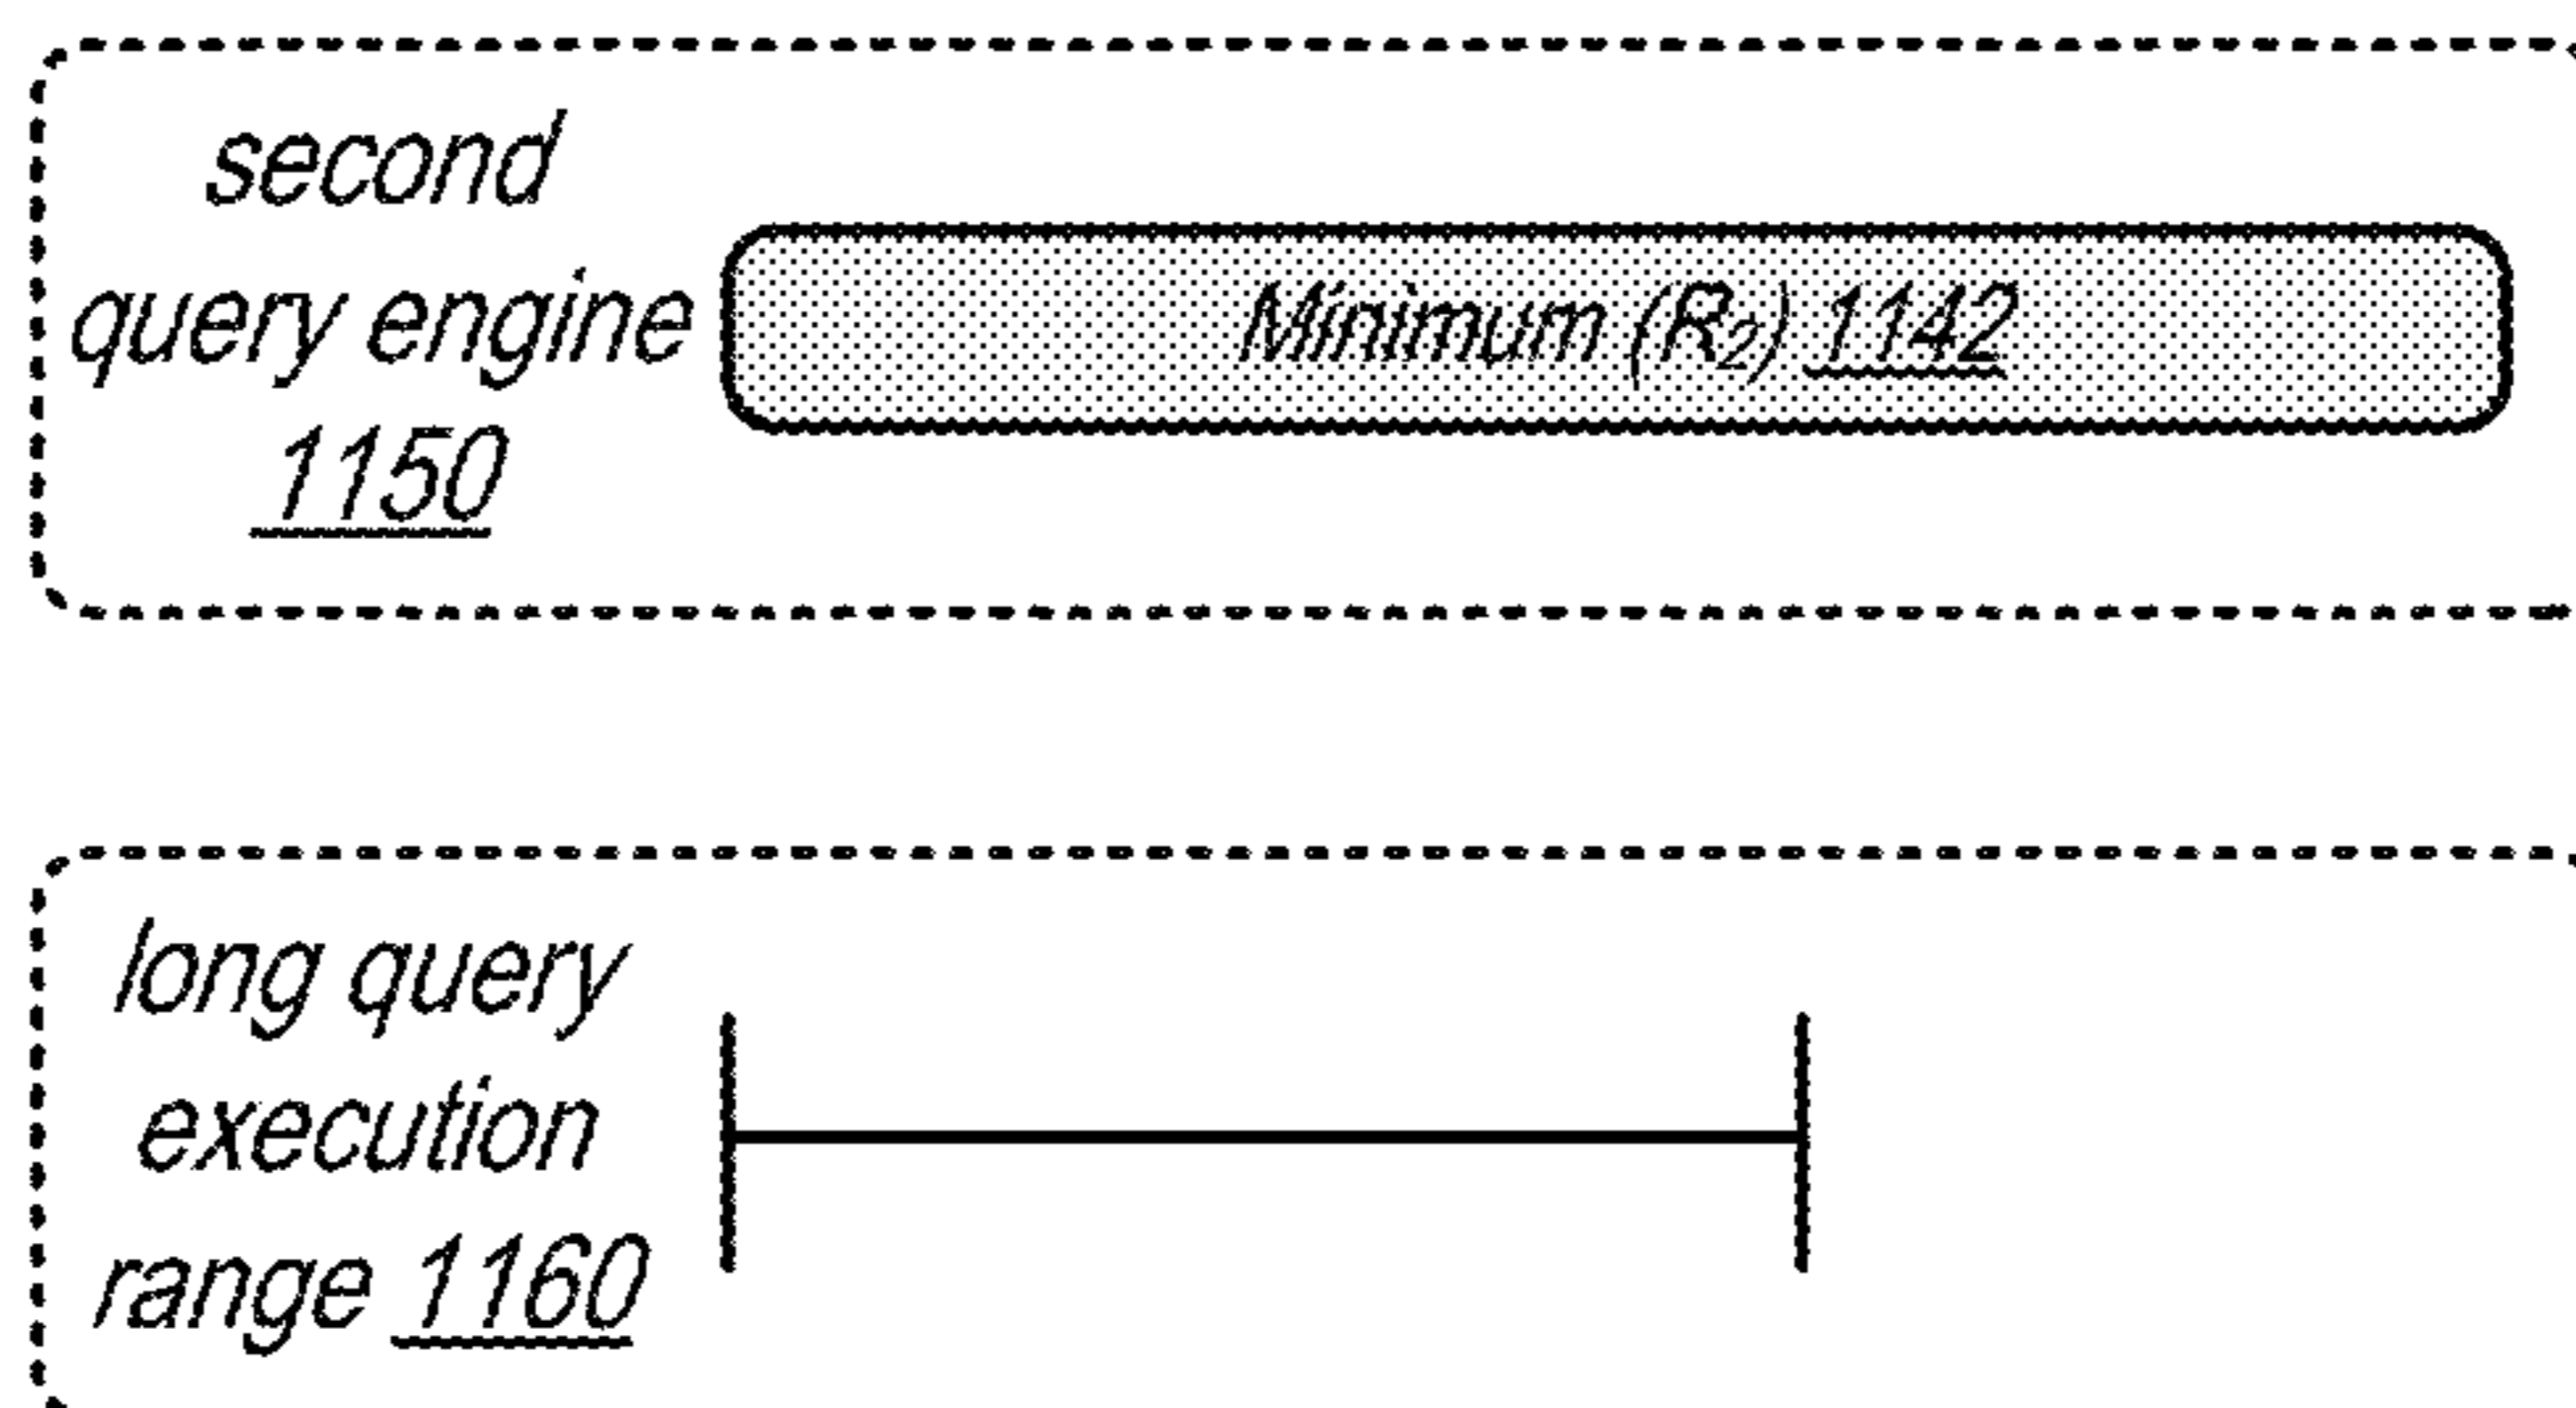 second
query engine
1150
Minimum (R₂) 1142
long query
execution
range 1160